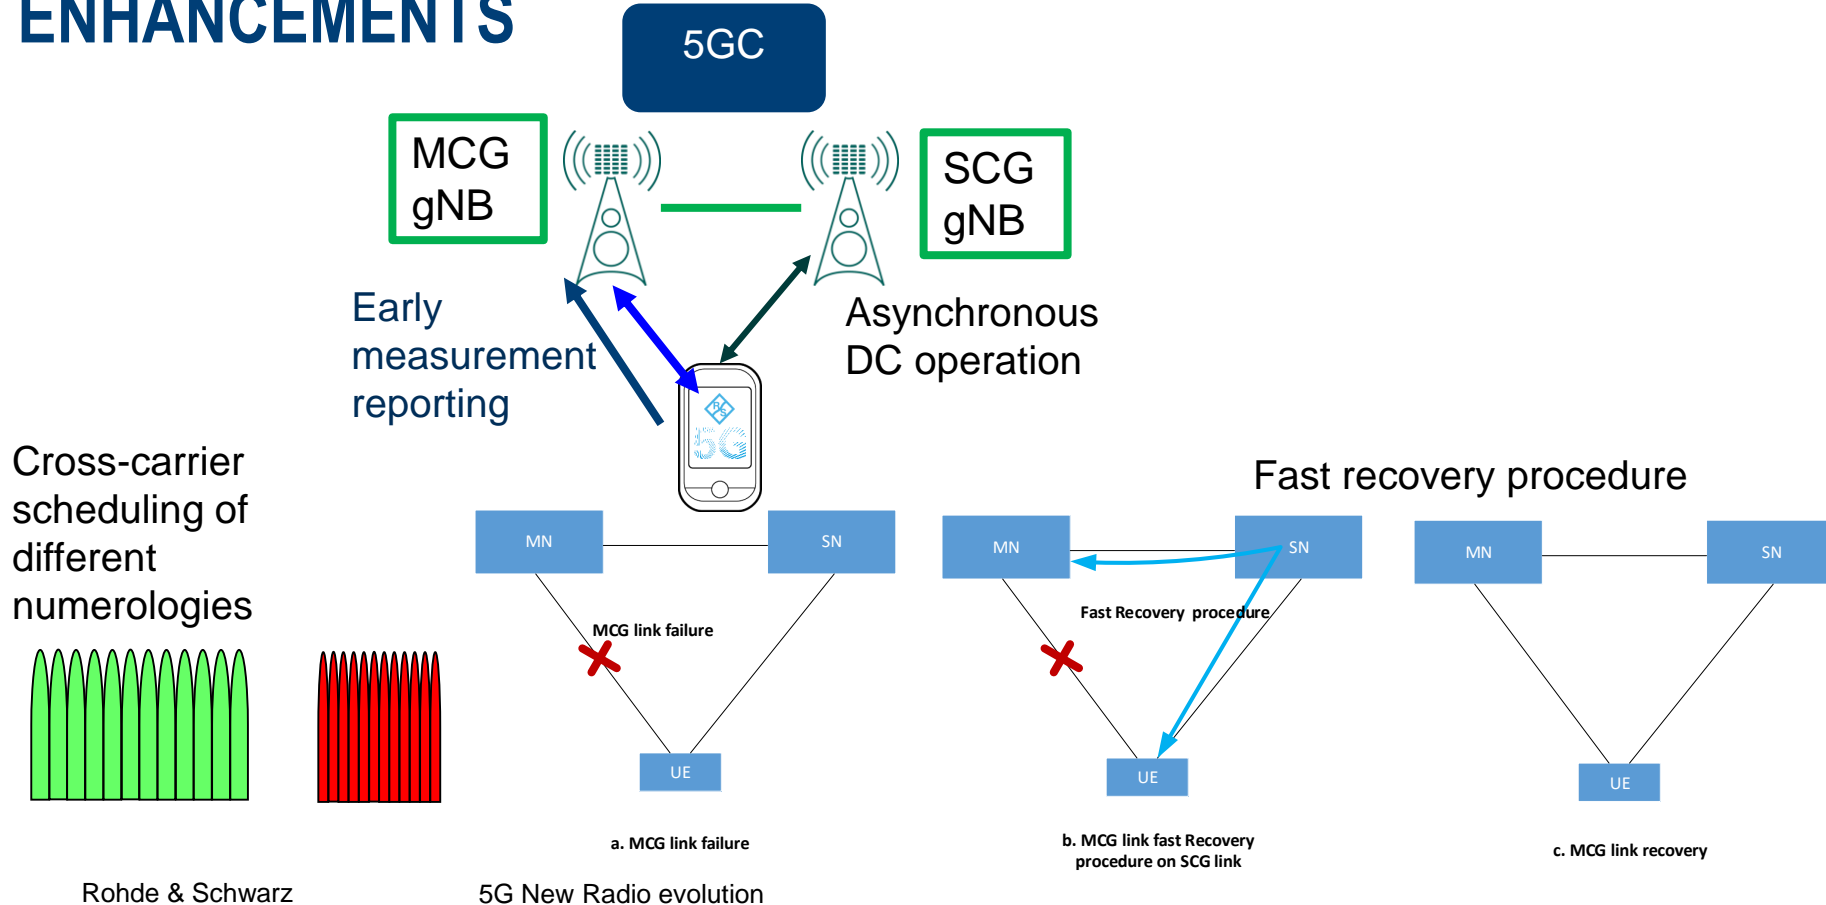 ENHANCEMENTS
5GC
MCG
gNB
SCG
gNB
Early
measurement
reporting
Asynchronous
DC operation
R S
5G
Cross-carrier
scheduling of
different
numerologies
Fast recovery procedure
MN
SN
MCG link failure
UE
a. MCG link failure
MN
SN
Fast Recovery procedure
UE
b. MCG link fast Recovery
procedure on SCG link
MN
SN
UE
c. MCG link recovery
Rohde & Schwarz
5G New Radio evolution